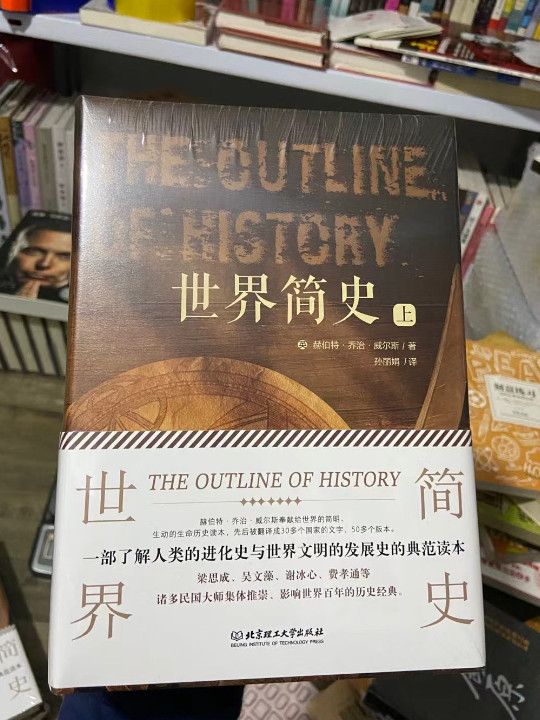 THE OUTLINE
OF HISTORY
世界简史 上
英 赫伯特·乔治·威尔斯 / 著
孙丽娟 / 译
世界
简史
THE OUTLINE OF HISTORY
赫伯特·乔治·威尔斯奉献给世界的简明、
生动的生命历史读本，先后被翻译成30多个国家的文字，50多个版本。
一部了解人类的进化史与世界文明的发展史的典范读本
梁思成、吴文藻、谢冰心、费孝通等
诸多民国大师集体推崇、影响世界百年的历史经典。
北京理工大学出版社
BEIJING INSTITUTE OF TECHNOLOGY PRESS
简
史